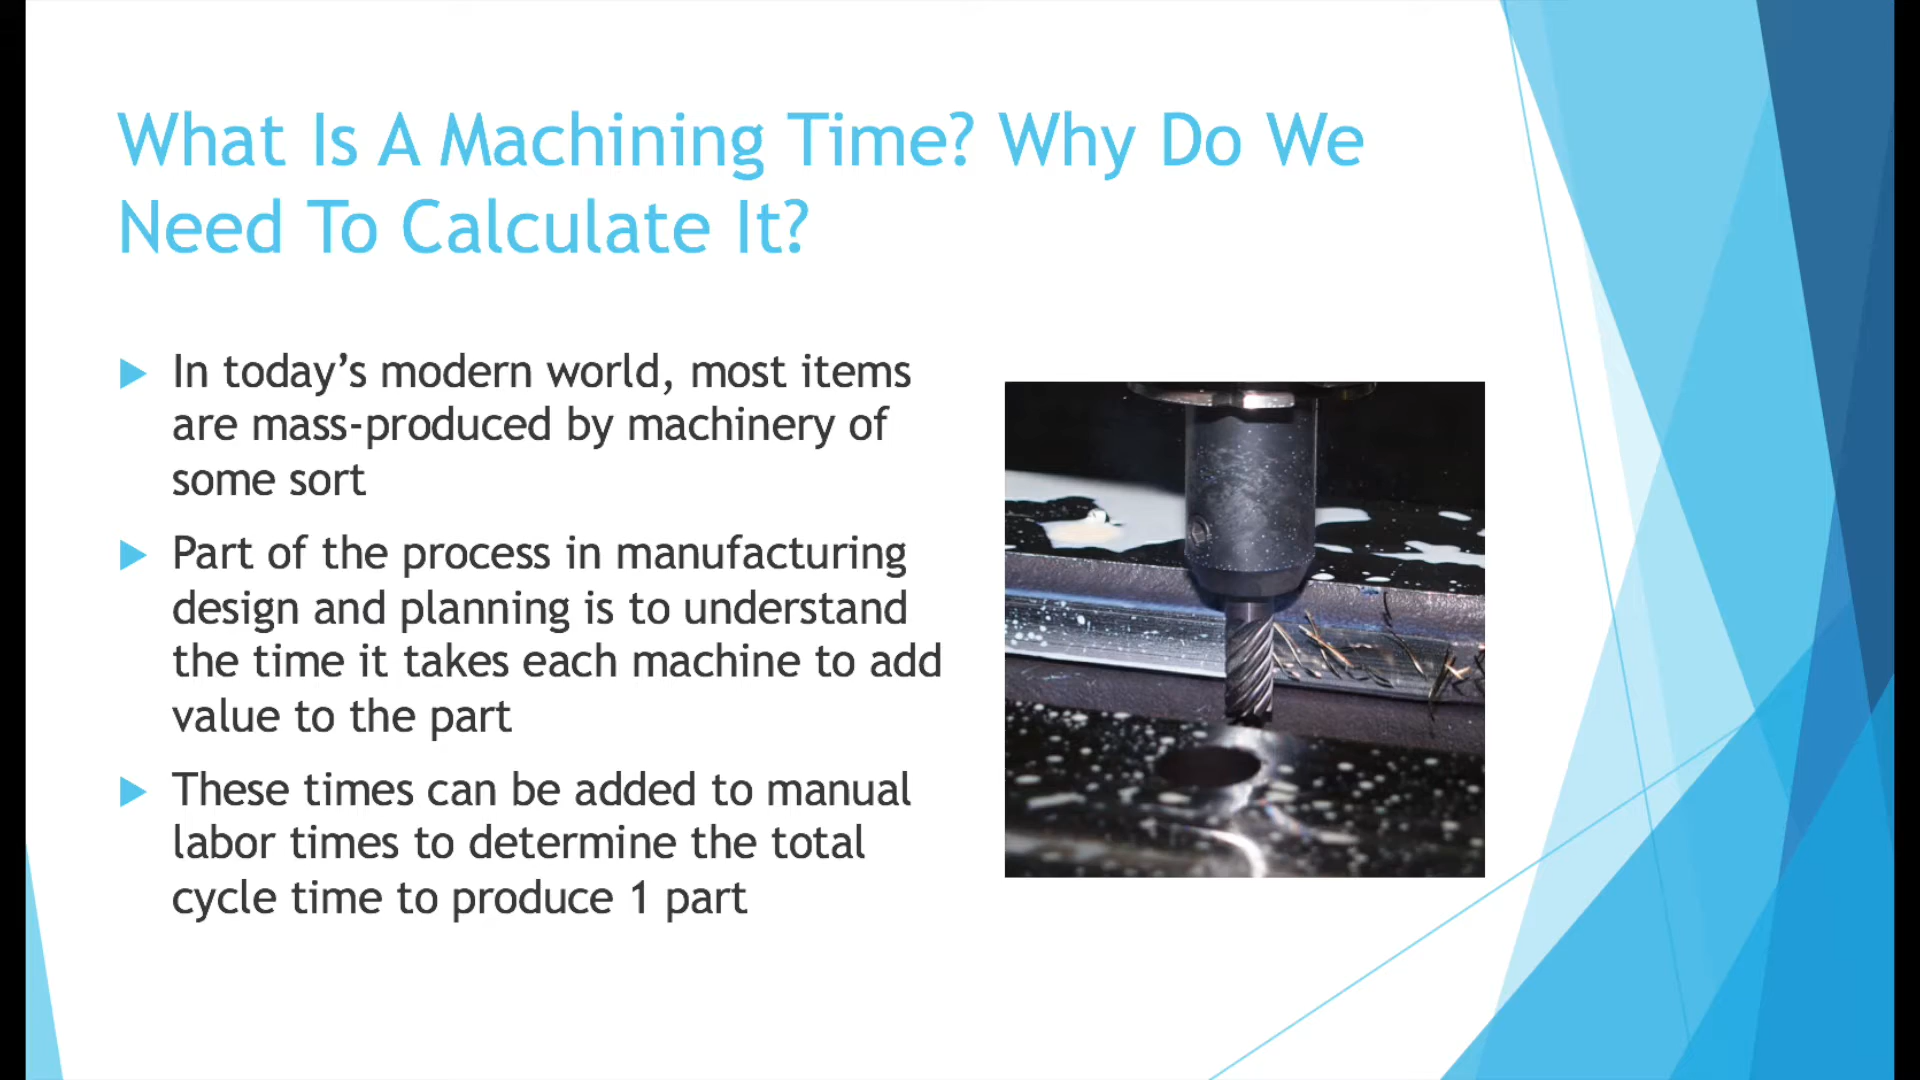 What Is A Machining Time? Why Do We
Need To Calculate It?
In today’s modern world, most items
are mass-produced by machinery of
some sort
Part of the process in manufacturing
design and planning is to understand
the time it takes each machine to add
value to the part
These times can be added to manual
labor times to determine the total
cycle time to produce 1 part